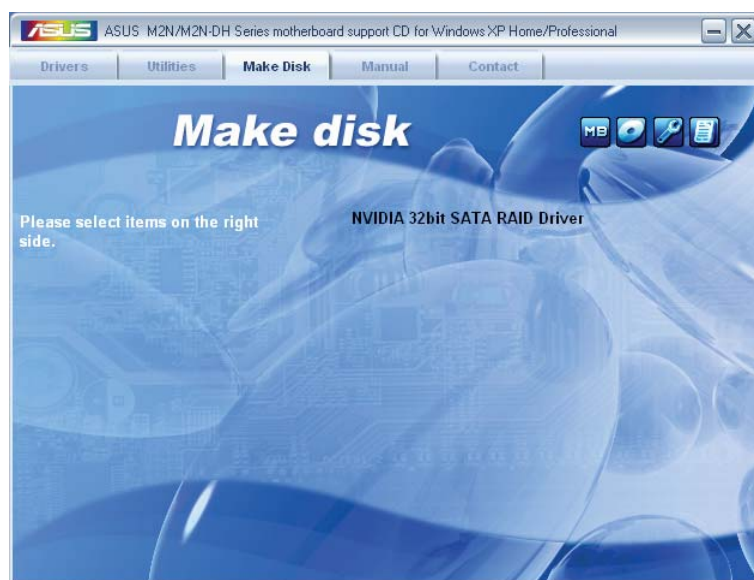 ASUS ASUS M2N/M2N-DH Series motherboard support CD for Windows XP Home/Professional
Drivers Utilities Make Disk Manual Contact
Make disk
MB
Please select items on the right
side.
NVIDIA 32bit SATA RAID Driver